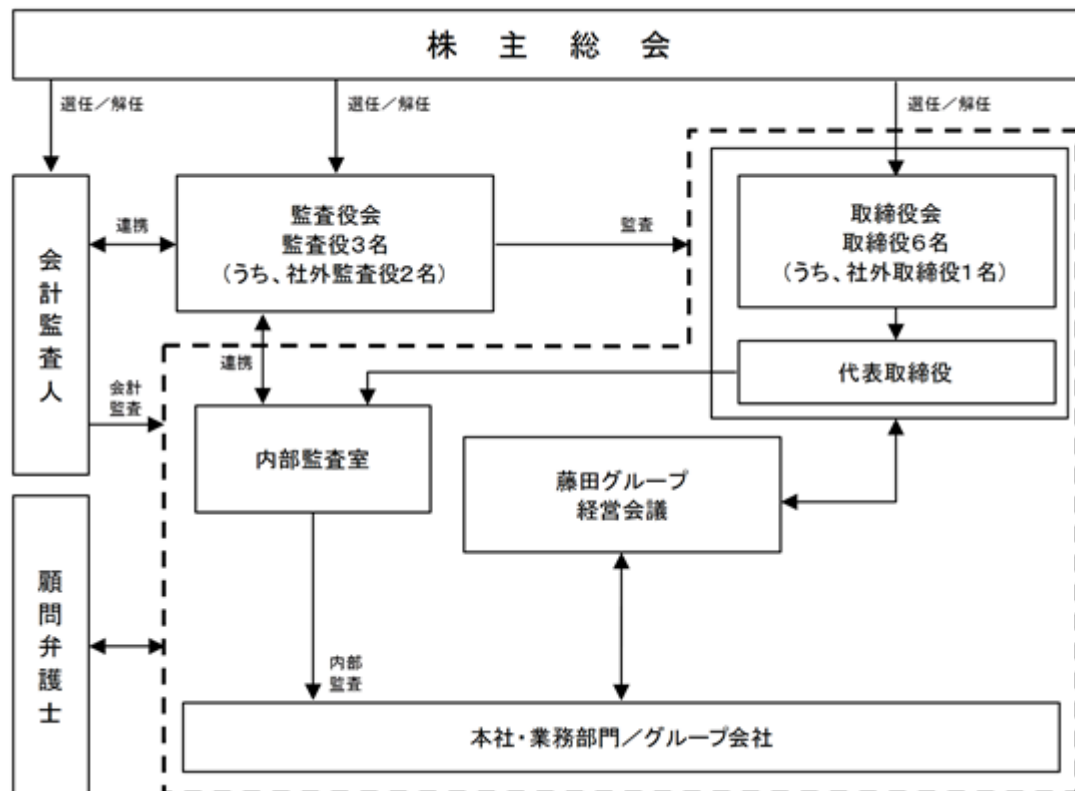 株 主 総 会
選任／解任
選任／解任
選任／解任
会計監査人
連携
監査役会
監査役３名
（うち、社外監査役２名）
監査
取締役会
取締役６名
（うち、社外取締役１名）
代表取締役
連携
会計
監査
内部監査室
藤田グループ
経営会議
顧問弁護士
内部
監査
本社・業務部門／グループ会社